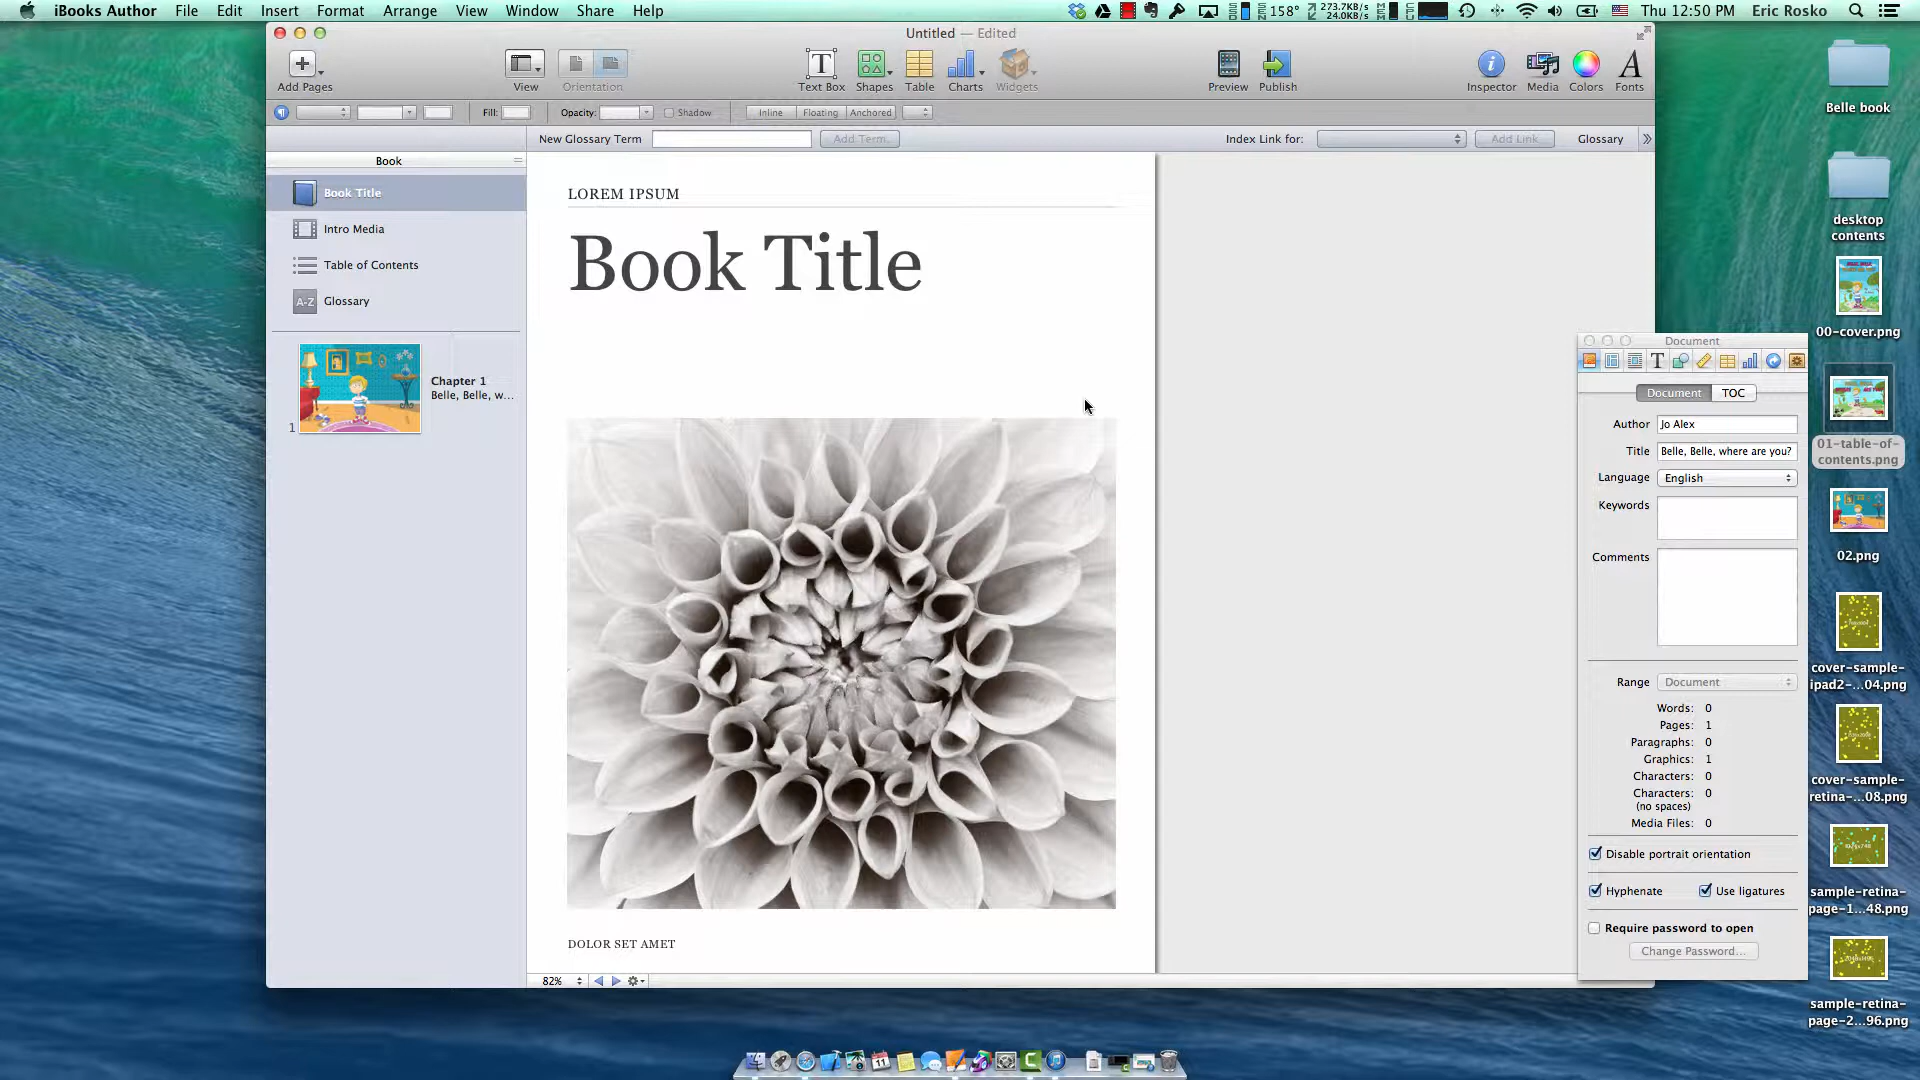 iBooks Author File Edit Insert Format Arrange View Window Share Help
158° 273.7KB/s 24.0KB/s Thu 12:50 PM Eric Rosko
Untitled — Edited
Add Pages View Orientation Text Box Shapes Table Charts Widgets Preview Publish Inspector Media Colors Fonts
Fill: Opacity: Shadow Inline Floating Anchored
New Glossary Term Add Term Index Link for: Add Link Glossary
Book
Book Title
Intro Media
Table of Contents
A-Z Glossary
Chapter 1
Belle, Belle, w...
1
LOREM IPSUM
Book Title
DOLOR SET AMET
82%
Document
Document TOC
Author Jo Alex
Title Belle, Belle, where are you?
Language English
Keywords
Comments
Range Document
Words: 0
Pages: 1
Paragraphs: 0
Graphics: 1
Characters: 0
Characters: 0
(no spaces)
Media Files: 0
Disable portrait orientation
Hyphenate Use ligatures
Require password to open
Change Password...
Belle book
desktop
contents
00-cover.png
01-table-of-
contents.png
02.png
cover-sample-
ipad2-...04.png
cover-sample-
retina-...08.png
sample-retina-
page-1...48.png
sample-retina-
page-2...96.png